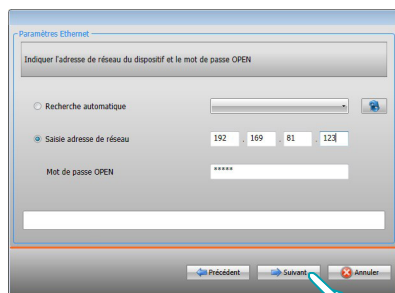 Paramètres Ethernet
Indiquer l'adresse de réseau du dispositif et le mot de passe OPEN
Recherche automatique
Saisie adresse de réseau 192 . 169 . 81 . 123
Mot de passe OPEN *****
Précédent Suivant Annuler